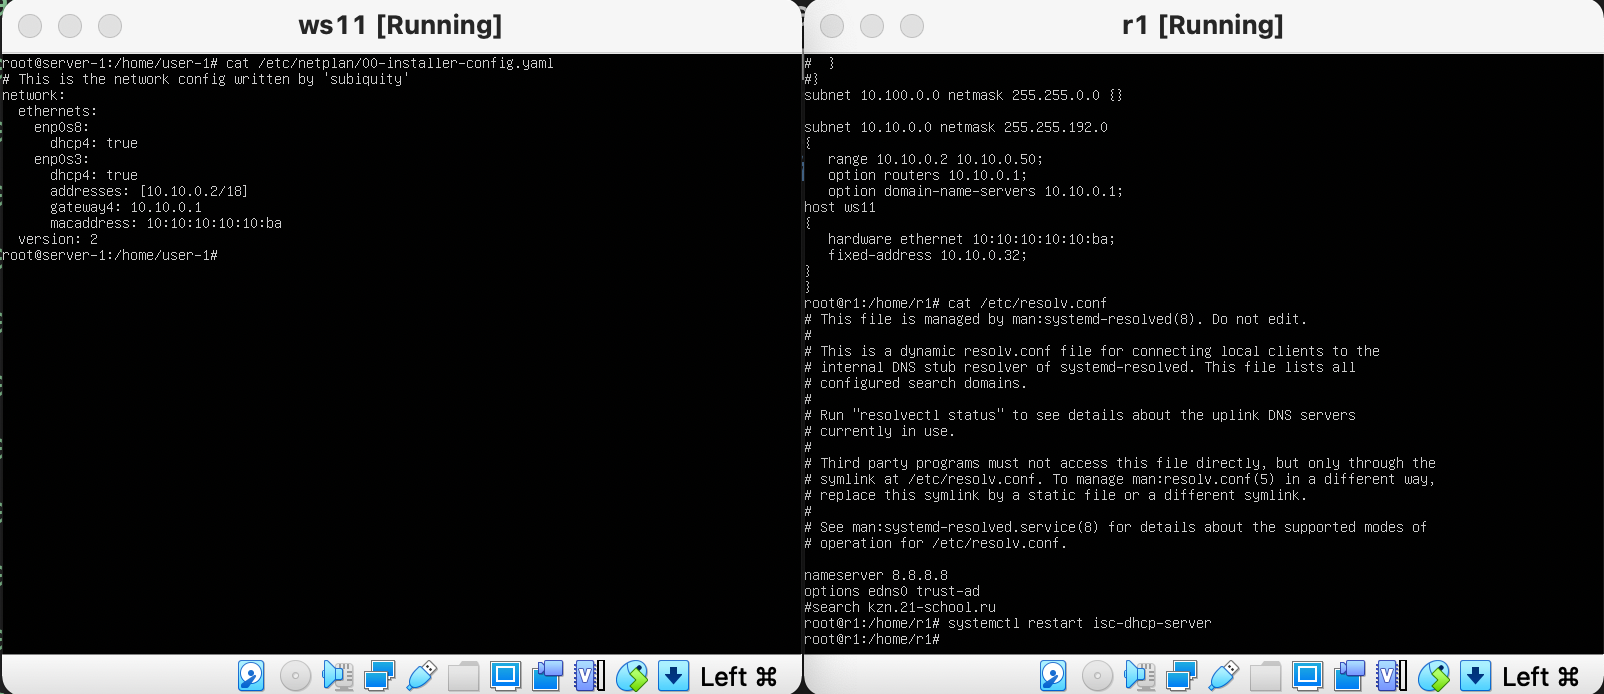 ws11 [Running]
root@server-1:/home/user-1# cat /etc/netplan/00-installer-config.yaml
# This is the network config written by 'subiquity'
network:
  ethernets:
    enp0s8:
      dhcp4: true
    enp0s3:
      dhcp4: true
      addresses: [10.10.0.2/18]
      gateway4: 10.10.0.1
      macaddress: 10:10:10:10:10:ba
  version: 2
root@server-1:/home/user-1#
Left ⌘
r1 [Running]
#  }
#}
subnet 10.100.0.0 netmask 255.255.0.0 {}
subnet 10.10.0.0 netmask 255.255.192.0
{
   range 10.10.0.2 10.10.0.50;
   option routers 10.10.0.1;
   option domain-name-servers 10.10.0.1;
host ws11
{
   hardware ethernet 10:10:10:10:10:ba;
   fixed-address 10.10.0.32;
}
}
root@r1:/home/r1# cat /etc/resolv.conf
# This file is managed by man:systemd-resolved(8). Do not edit.
#
# This is a dynamic resolv.conf file for connecting local clients to the
# internal DNS stub resolver of systemd-resolved. This file lists all
# configured search domains.
#
# Run "resolvectl status" to see details about the uplink DNS servers
# currently in use.
#
# Third party programs must not access this file directly, but only through the
# symlink at /etc/resolv.conf. To manage man:resolv.conf(5) in a different way,
# replace this symlink by a static file or a different symlink.
#
# See man:systemd-resolved.service(8) for details about the supported modes of
# operation for /etc/resolv.conf.
nameserver 8.8.8.8
options edns0 trust-ad
#search kzn.21-school.ru
root@r1:/home/r1# systemctl restart isc-dhcp-server
root@r1:/home/r1#
Left ⌘